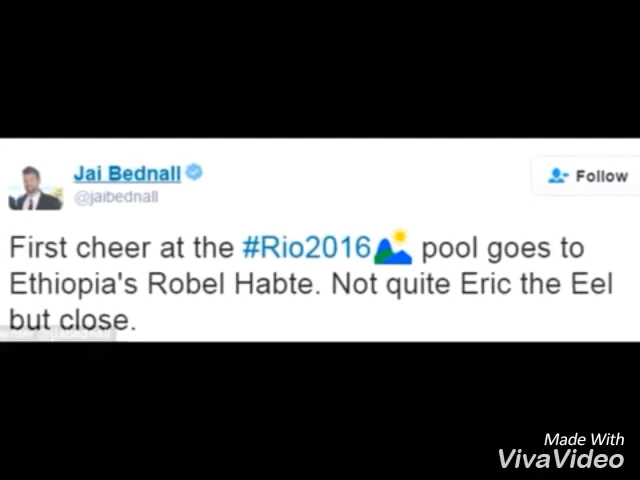 Jai Bednall
Follow
@jaibednall
First cheer at the #Rio2016 pool goes to
Ethiopia's Robel Habte. Not quite Eric the Eel
but close.
Made With
VivaVideo